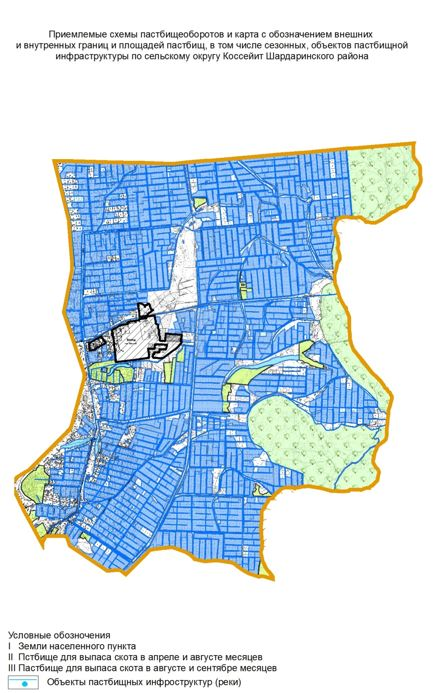 Приемлемые схемы пастбищеоборотов и карта с обозначением внешних
и внутренних границ и площадей пастбищ, в том числе сезонных, объектов пастбищной
инфраструктуры по сельскому округу Коссейит Шардаринского района
Условные обозначения
I Земли населенного пункта
II Пстбище для выпаса скота в апреле и августе месяцев
III Пастбище для выпаса скота в августе и сентябре месяцев
Объекты пастбищных инфроструктур (реки)